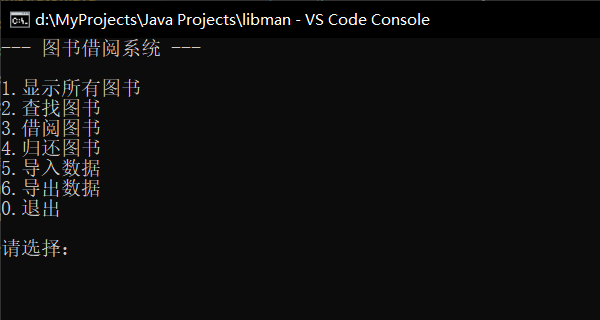 d:\MyProjects\Java Projects\libman - VS Code Console
--- 图书借阅系统 ---
1.显示所有图书
2.查找图书
3.借阅图书
4.归还图书
5.导入数据
6.导出数据
0.退出
请选择: